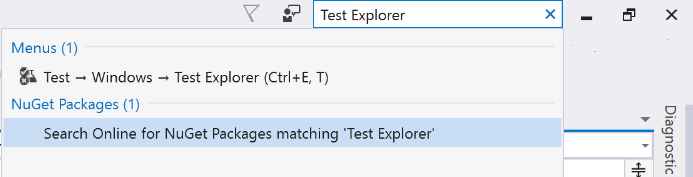 Test Explorer
Menus (1)
Test → Windows → Test Explorer (Ctrl+E, T)
NuGet Packages (1)
Search Online for NuGet Packages matching 'Test Explorer'
Diagnostic